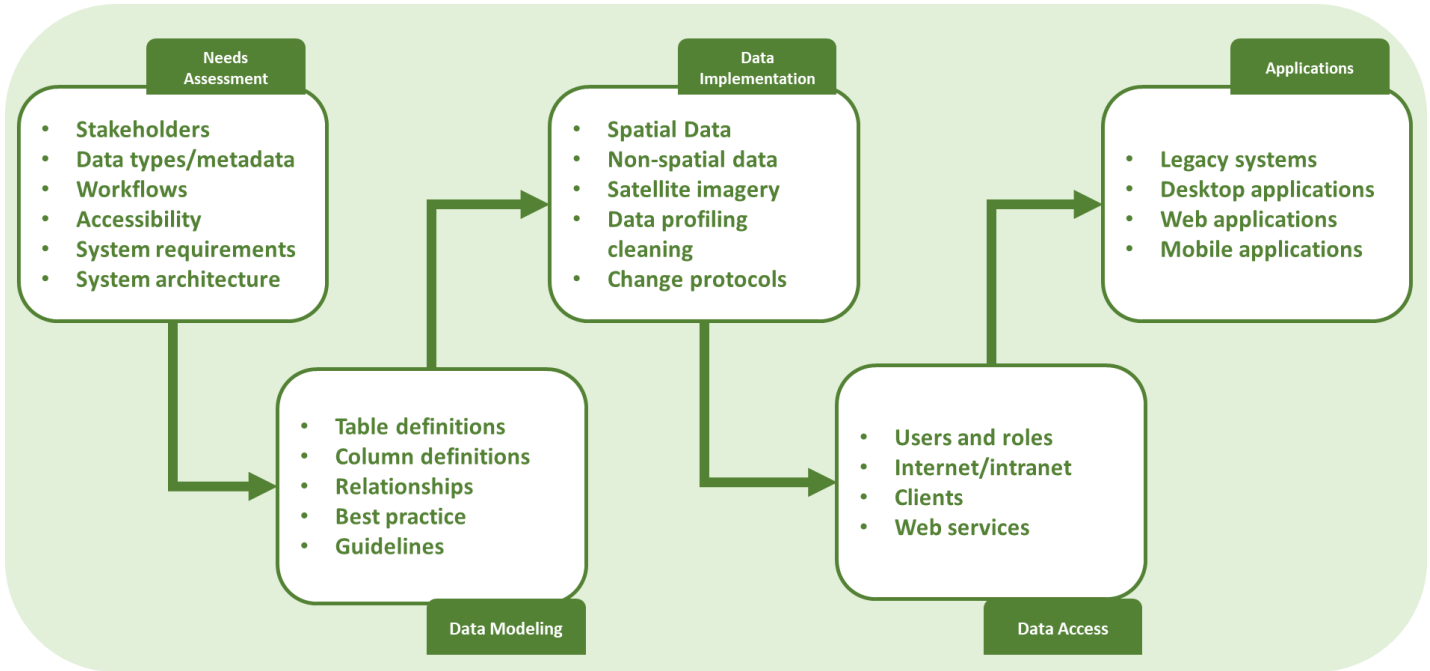 Needs
Assessment
• Stakeholders
• Data types/metadata
• Workflows
• Accessibility
• System requirements
• System architecture
• Table definitions
• Column definitions
• Relationships
• Best practice
• Guidelines
Data Modeling
Data
Implementation
• Spatial Data
• Non-spatial data
• Satellite imagery
• Data profiling
cleaning
• Change protocols
• Users and roles
• Internet/intranet
• Clients
• Web services
Data Access
Applications
• Legacy systems
• Desktop applications
• Web applications
• Mobile applications